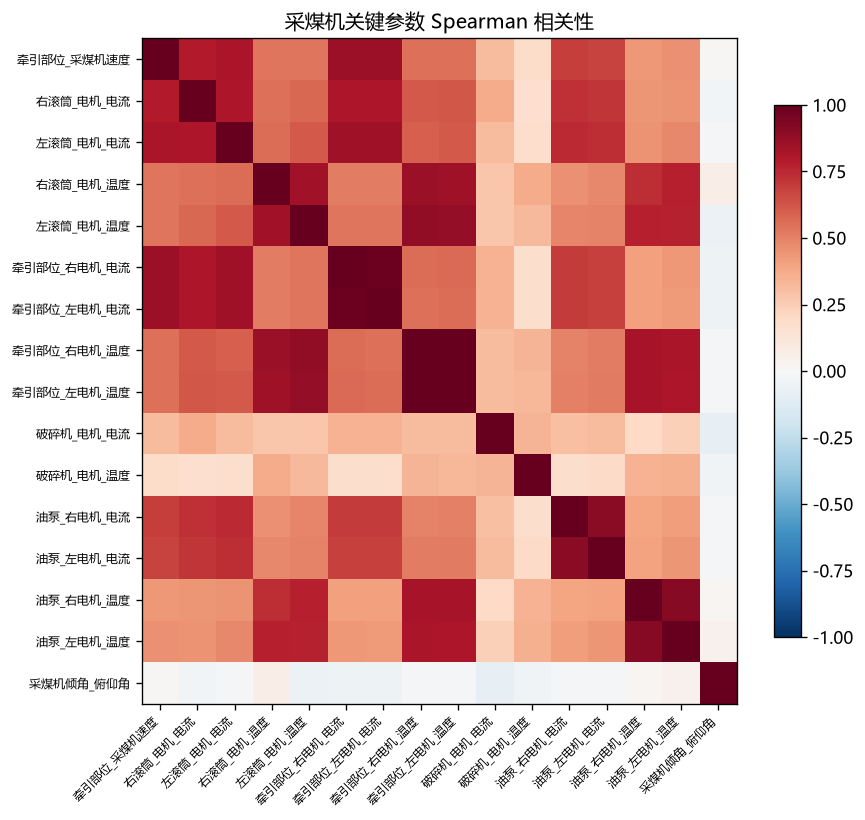 采煤机关键参数 Spearman 相关性
牵引部位_采煤机速度
右滚筒_电机_电流
左滚筒_电机_电流
右滚筒_电机_温度
左滚筒_电机_温度
牵引部位_右电机_电流
牵引部位_左电机_电流
牵引部位_右电机_温度
牵引部位_左电机_温度
破碎机_电机_电流
破碎机_电机_温度
油泵_右电机_电流
油泵_左电机_电流
油泵_右电机_温度
油泵_左电机_温度
采煤机倾角_俯仰角
牵引部位_采煤机速度
右滚筒_电机_电流
左滚筒_电机_电流
右滚筒_电机_温度
左滚筒_电机_温度
牵引部位_右电机_电流
牵引部位_左电机_电流
牵引部位_右电机_温度
牵引部位_左电机_温度
破碎机_电机_电流
破碎机_电机_温度
油泵_右电机_电流
油泵_左电机_电流
油泵_右电机_温度
油泵_左电机_温度
采煤机倾角_俯仰角
1.00
0.75
0.50
0.25
0.00
-0.25
-0.50
-0.75
-1.00